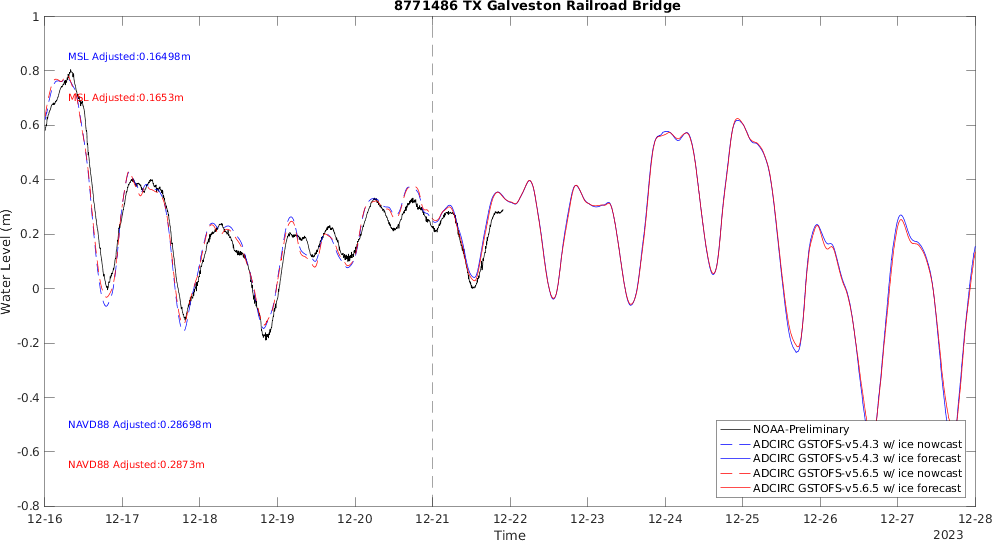 8771486 TX Galveston Railroad Bridge
1
0.8
0.6
0.4
0.2
0
-0.2
-0.4
-0.6
-0.8
Water Level (m)
MSL Adjusted:0.16498m
MSL Adjusted:0.1653m
NAVD88 Adjusted:0.28698m
NAVD88 Adjusted:0.2873m
NOAA-Preliminary
ADCIRC GSTOFS-v5.4.3 w/ ice nowcast
ADCIRC GSTOFS-v5.4.3 w/ ice forecast
ADCIRC GSTOFS-v5.6.5 w/ ice nowcast
ADCIRC GSTOFS-v5.6.5 w/ ice forecast
12-16 12-17 12-18 12-19 12-20 12-21 12-22 12-23 12-24 12-25 12-26 12-27 12-28
Time
2023